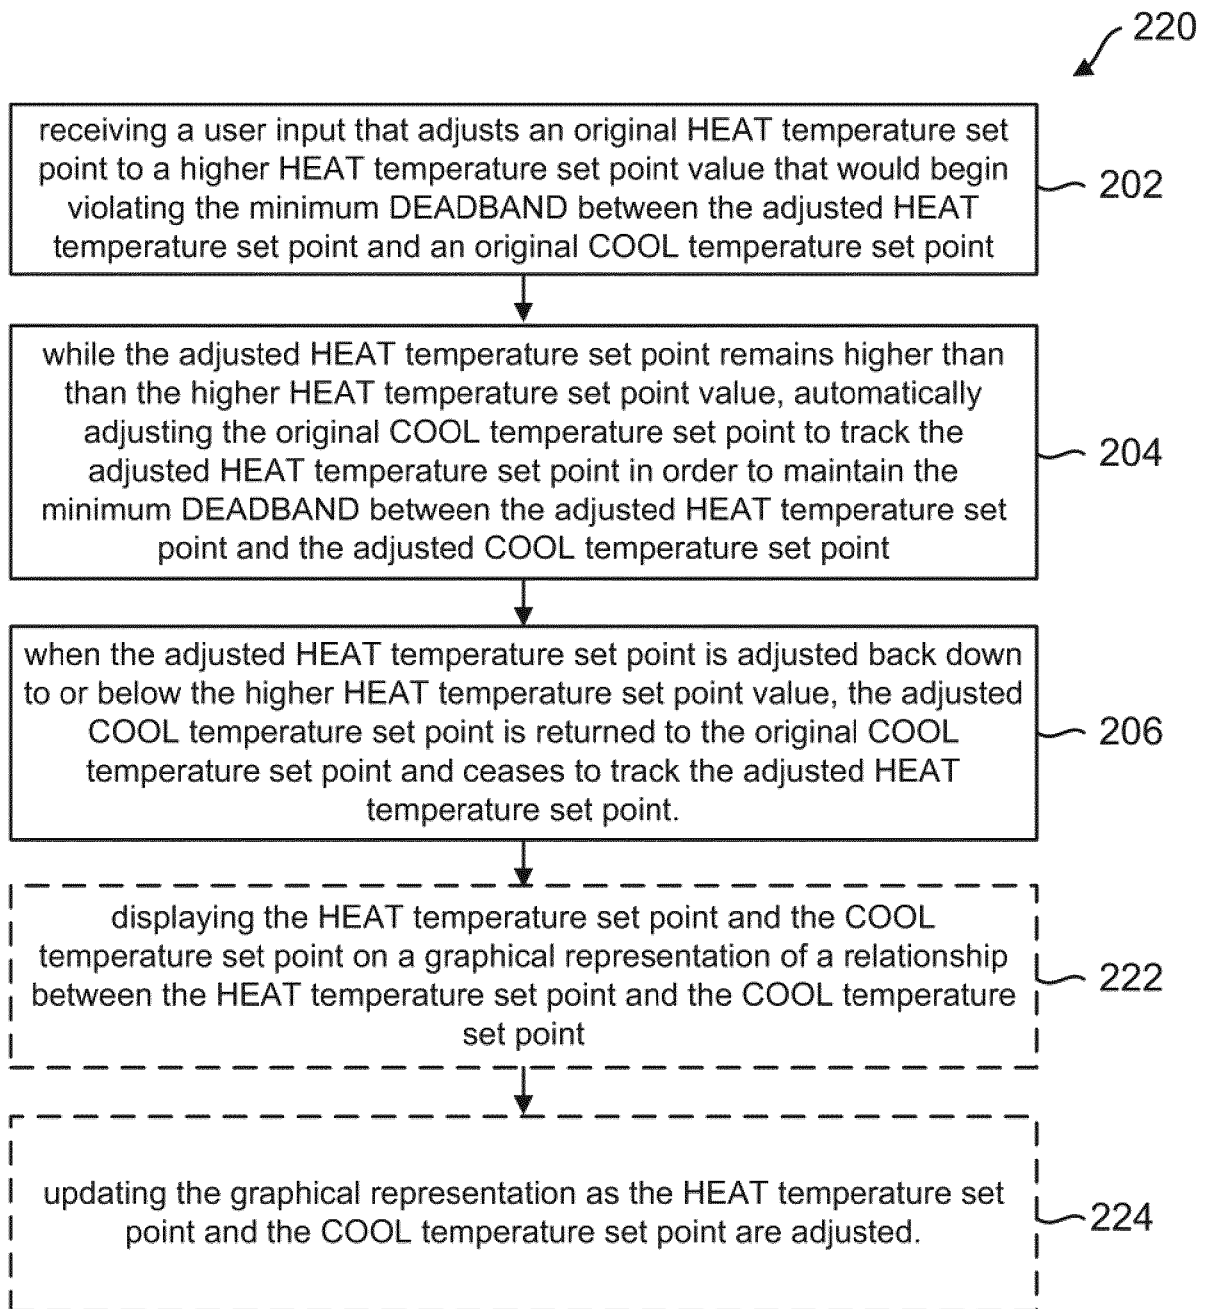 220
receiving a user input that adjusts an original HEAT temperature set
point to a higher HEAT temperature set point value that would begin
violating the minimum DEADBAND between the adjusted HEAT
temperature set point and an original COOL temperature set point
202
while the adjusted HEAT temperature set point remains higher than
than the higher HEAT temperature set point value, automatically
adjusting the original COOL temperature set point to track the
adjusted HEAT temperature set point in order to maintain the
minimum DEADBAND between the adjusted HEAT temperature set
point and the adjusted COOL temperature set point
204
when the adjusted HEAT temperature set point is adjusted back down
to or below the higher HEAT temperature set point value, the adjusted
COOL temperature set point is returned to the original COOL
temperature set point and ceases to track the adjusted HEAT
temperature set point.
206
displaying the HEAT temperature set point and the COOL
temperature set point on a graphical representation of a relationship
between the HEAT temperature set point and the COOL temperature
set point
222
updating the graphical representation as the HEAT temperature set
point and the COOL temperature set point are adjusted.
224